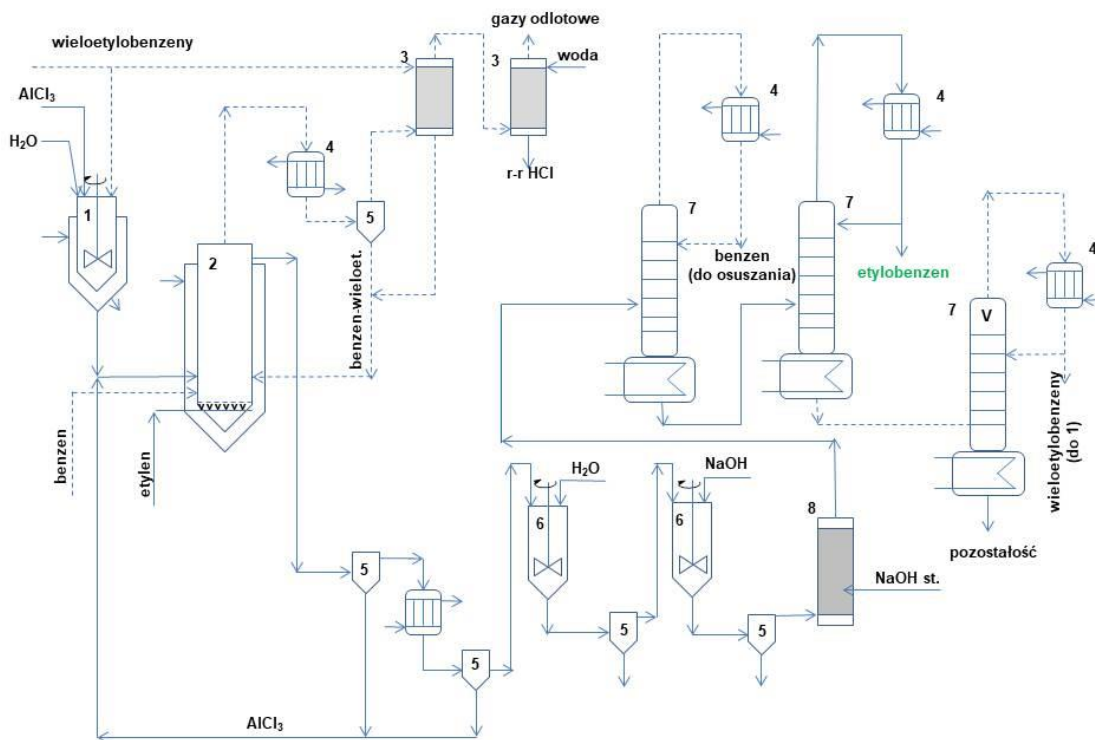 gazy odlotowe
wieloetylobenzeny
3
3
woda
AlCl₃
4
4
H₂O
4
r-r HCl
1
5
7
7
2
benzen
(do osuszania)
etylobenzen
4
benzen-wieloet.
7
V
wieloetylobenzeny
(do 1)
benzen
etylen
H₂O
NaOH
6
6
8
pozostałość
5
NaOH st.
5
5
5
AlCl₃